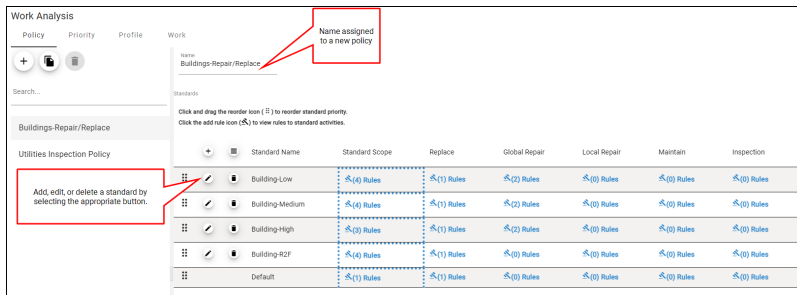 Work Analysis
Policy Priority Profile Work
Name assigned
to a new policy
Name
Buildings-Repair/Replace
Search...
Standards
Click and drag the reorder icon ( ⠿ ) to reorder standard priority.
Click the add rule icon ( ) to view rules to standard activities.
Buildings-Repair/Replace
Utilities Inspection Policy
Standard Name Standard Scope Replace Global Repair Local Repair Maintain Inspection
Add, edit, or delete a standard by
selecting the appropriate button.
Building-Low (4) Rules (1) Rules (2) Rules (0) Rules (0) Rules (0) Rules
Building-Medium (4) Rules (1) Rules (2) Rules (0) Rules (0) Rules (0) Rules
Building-High (3) Rules (1) Rules (2) Rules (0) Rules (0) Rules (0) Rules
Building-R2F (4) Rules (1) Rules (0) Rules (0) Rules (0) Rules (0) Rules
Default (1) Rules (1) Rules (0) Rules (0) Rules (0) Rules (0) Rules